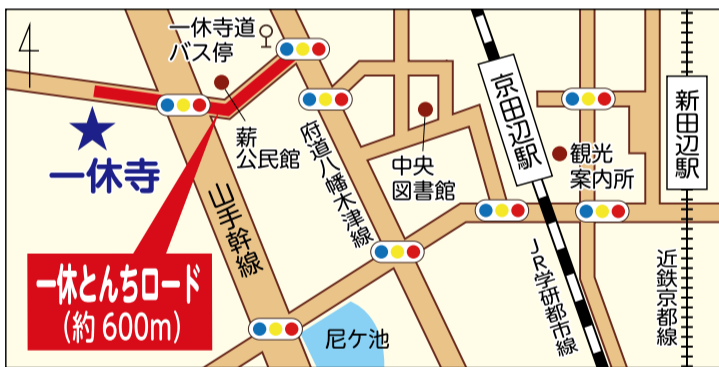 一休寺道
バス停
一休寺
薪
公民館
山手幹線
府道八幡木津線
中央
図書館
京田辺駅
観光
案内所
新田辺駅
JR学研都市線
近鉄京都線
一休とんちロード
(約600m)
尼ケ池